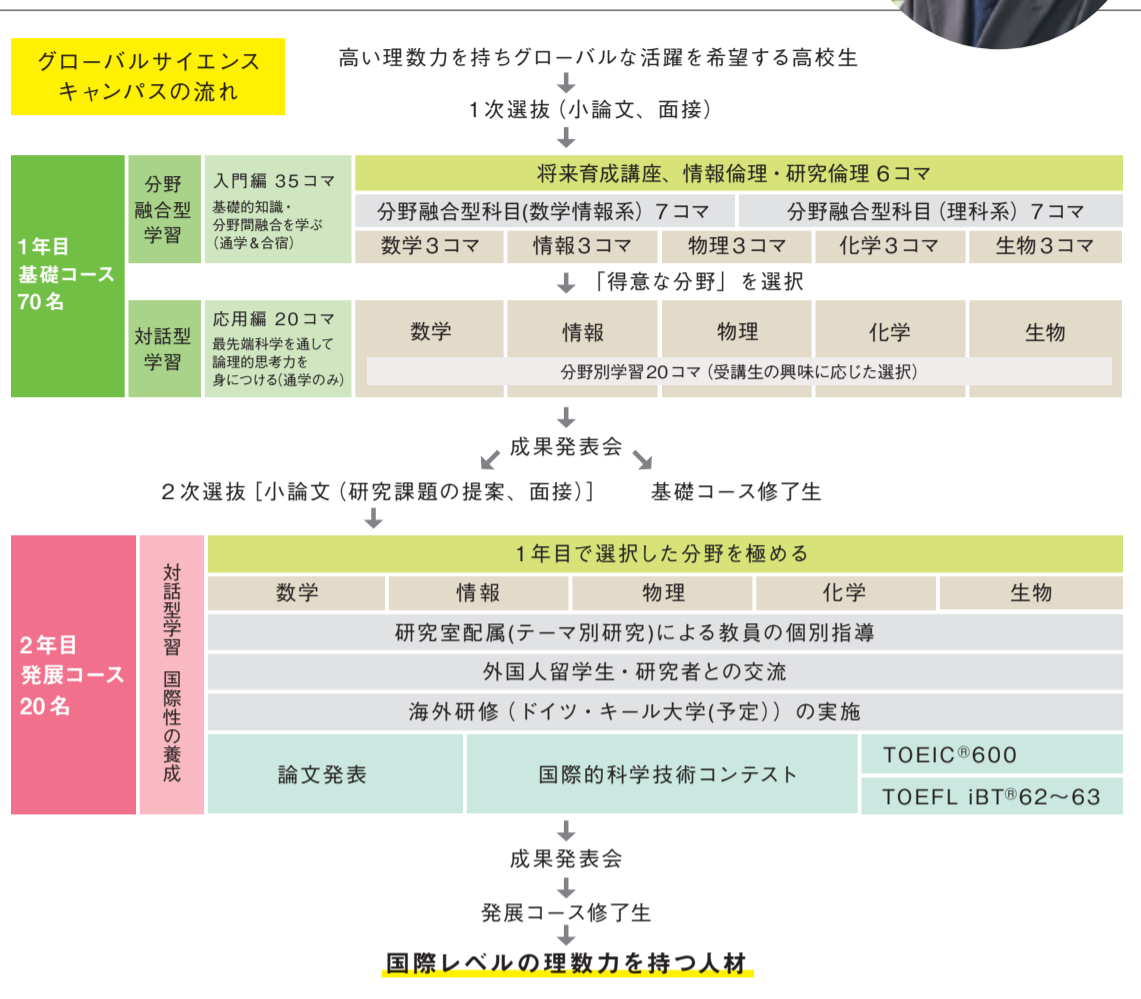 グローバルサイエンス
キャンパスの流れ
高い理数力を持ちグローバルな活躍を希望する高校生
1次選抜（小論文、面接）
1年目
基礎コース
70名
分野
融合型
学習
入門編 35コマ
基礎的知識・
分野間融合を学ぶ
（通学＆合宿）
将来育成講座、情報倫理・研究倫理 6コマ
分野融合型科目(数学情報系) 7コマ
分野融合型科目（理科系）7コマ
数学3コマ
情報3コマ
物理3コマ
化学3コマ
生物3コマ
「得意な分野」を選択
対話型
学習
応用編 20コマ
最先端科学を通して
論理的思考力を
身につける(通学のみ)
数学
情報
物理
化学
生物
分野別学習20コマ（受講生の興味に応じた選択）
成果発表会
2次選抜［小論文（研究課題の提案、面接）］
基礎コース修了生
2年目
発展コース
20名
対話型学習 国際性の養成
1年目で選択した分野を極める
数学
情報
物理
化学
生物
研究室配属(テーマ別研究)による教員の個別指導
外国人留学生・研究者との交流
海外研修（ドイツ・キール大学(予定)）の実施
論文発表
国際的科学技術コンテスト
TOEIC®600
TOEFL iBT®62〜63
成果発表会
発展コース修了生
国際レベルの理数力を持つ人材